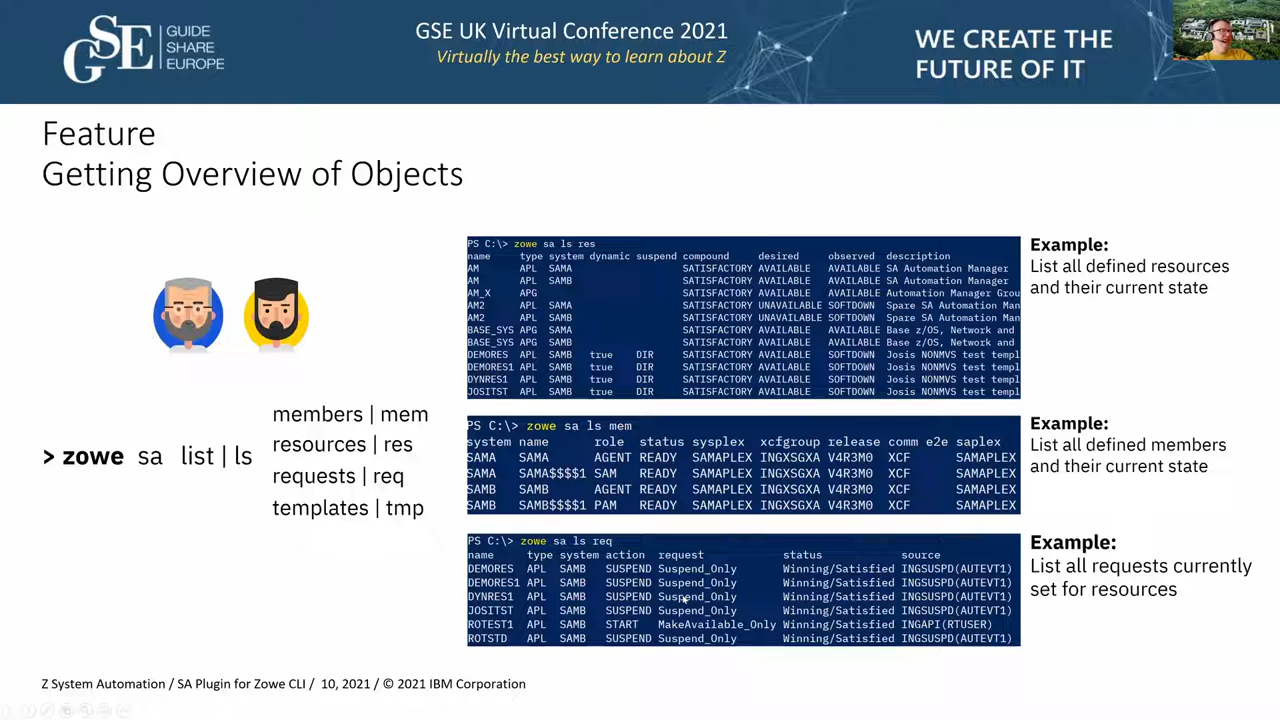 GSE
GUIDE
SHARE
EUROPE
GSE UK Virtual Conference 2021
Virtually the best way to learn about Z
WE CREATE THE
FUTURE OF IT
Feature
Getting Overview of Objects
> zowe sa list | ls
members | mem
resources | res
requests | req
templates | tmp
PS C:\> zowe sa ls res
name type system dynamic suspend compound desired observed description
AM APL SAMA SATISFACTORY AVAILABLE AVAILABLE SA Automation Manager
AM APL SAMB SATISFACTORY AVAILABLE AVAILABLE SA Automation Manager
AM_X APG SATISFACTORY AVAILABLE AVAILABLE Automation Manager Grou
AM2 APL SAMA SATISFACTORY UNAVAILABLE SOFTDOWN Spare SA Automation Man
AM2 APL SAMB SATISFACTORY UNAVAILABLE SOFTDOWN Spare SA Automation Man
BASE_SYS APG SAMA SATISFACTORY AVAILABLE AVAILABLE Base z/OS, Network and
BASE_SYS APG SAMB SATISFACTORY AVAILABLE AVAILABLE Base z/OS, Network and
DEMORES APL SAMB true DIR SATISFACTORY AVAILABLE SOFTDOWN Josis NONMVS test templ
DEMORES1 APL SAMB true DIR SATISFACTORY AVAILABLE SOFTDOWN Josis NONMVS test templ
DYNRES1 APL SAMB true DIR SATISFACTORY AVAILABLE SOFTDOWN Josis NONMVS test templ
JOSITST APL SAMB true DIR SATISFACTORY AVAILABLE SOFTDOWN Josis NONMVS test templ
Example:
List all defined resources
and their current state
PS C:\> zowe sa ls mem
system name role status sysplex xcfgroup release comm e2e saplex
SAMA SAMA AGENT READY SAMAPLEX INGXSGXA V4R3M0 XCF SAMAPLEX
SAMA SAMA$$$$1 SAM READY SAMAPLEX INGXSGXA V4R3M0 XCF SAMAPLEX
SAMB SAMB AGENT READY SAMAPLEX INGXSGXA V4R3M0 XCF SAMAPLEX
SAMB SAMB$$$$1 PAM READY SAMAPLEX INGXSGXA V4R3M0 XCF SAMAPLEX
Example:
List all defined members
and their current state
PS C:\> zowe sa ls req
name type system action request status source
DEMORES APL SAMB SUSPEND Suspend_Only Winning/Satisfied INGSUSPD(AUTEVT1)
DEMORES1 APL SAMB SUSPEND Suspend_Only Winning/Satisfied INGSUSPD(AUTEVT1)
DYNRES1 APL SAMB SUSPEND Suspend_Only Winning/Satisfied INGSUSPD(AUTEVT1)
JOSITST APL SAMB SUSPEND Suspend_Only Winning/Satisfied INGSUSPD(AUTEVT1)
ROTEST1 APL SAMB START MakeAvailable_Only Winning/Satisfied INGAPI(RTUSER)
ROTSTD APL SAMB SUSPEND Suspend_Only Winning/Satisfied INGSUSPD(AUTEVT1)
Example:
List all requests currently
set for resources
Z System Automation / SA Plugin for Zowe CLI / 10, 2021 / © 2021 IBM Corporation